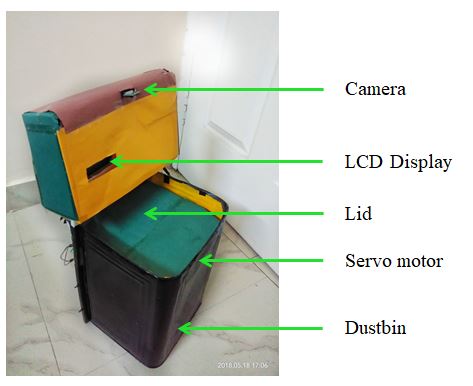 Camera
LCD Display
Lid
Servo motor
Dustbin
2018.05.18 17:06